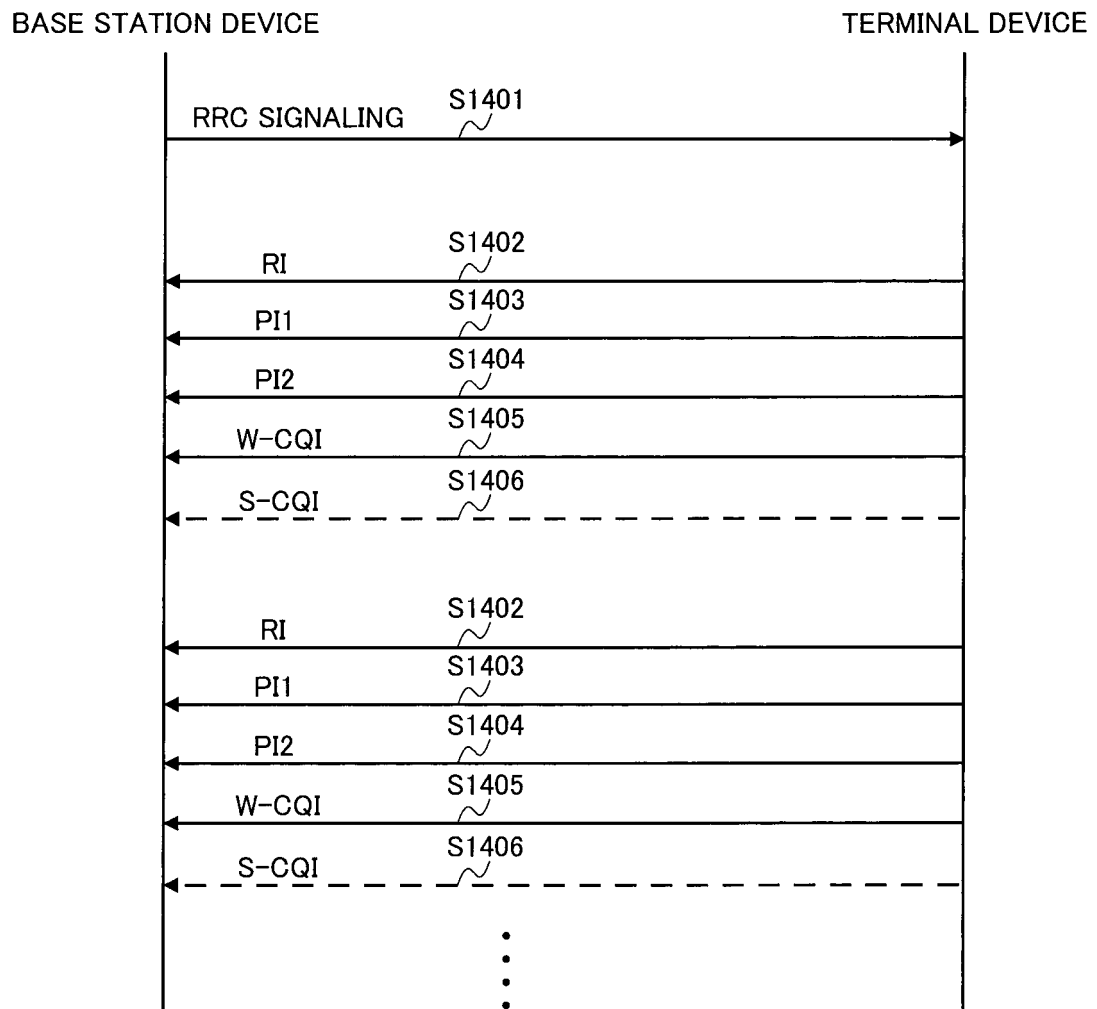 BASE STATION DEVICE
TERMINAL DEVICE
S1401
RRC SIGNALING
S1402
RI
S1403
PI1
S1404
PI2
S1405
W-CQI
S1406
S-CQI
S1402
RI
S1403
PI1
S1404
PI2
S1405
W-CQI
S1406
S-CQI